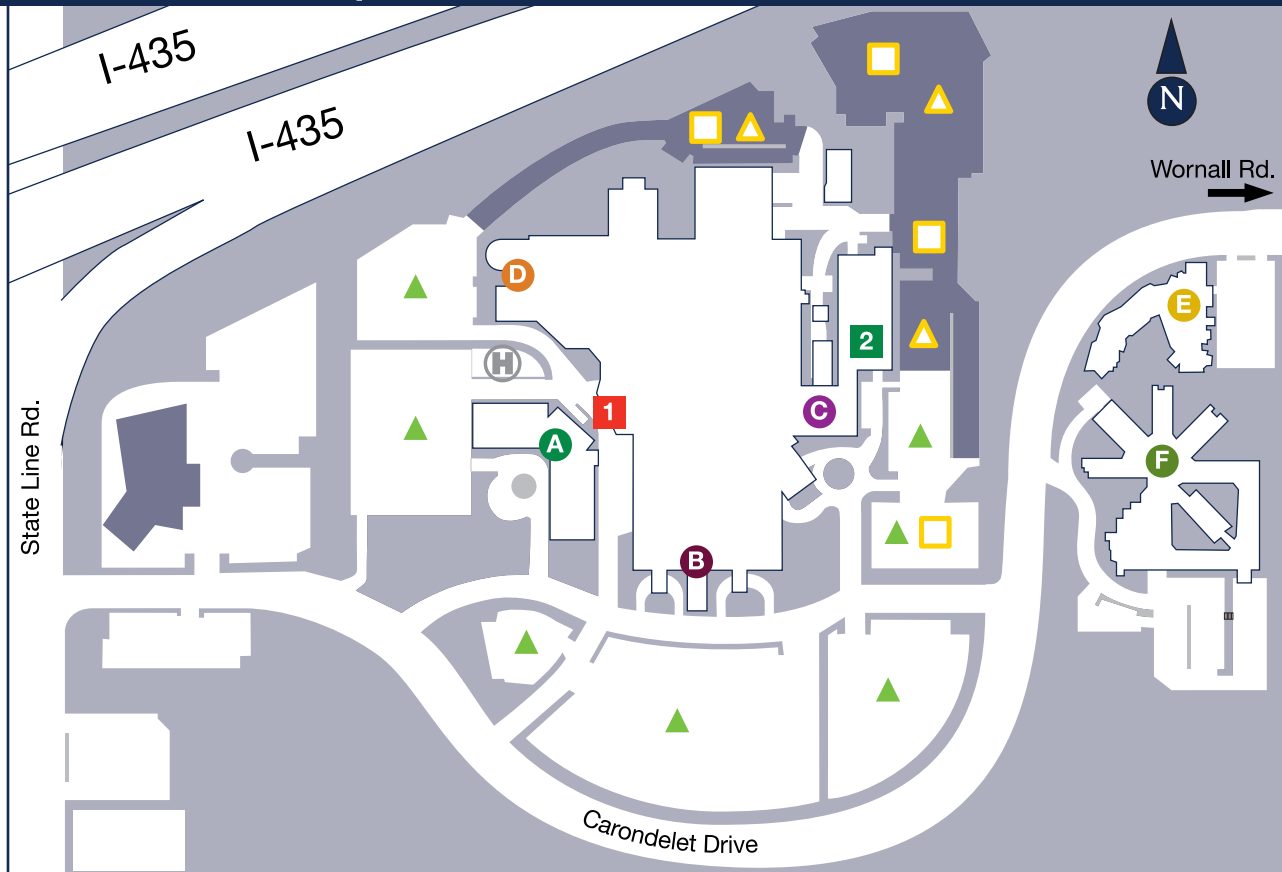 I-435
I-435
N
Wornall Rd.
D
E
2
H
1
C
A
F
State Line Rd.
B
Carondelet Drive